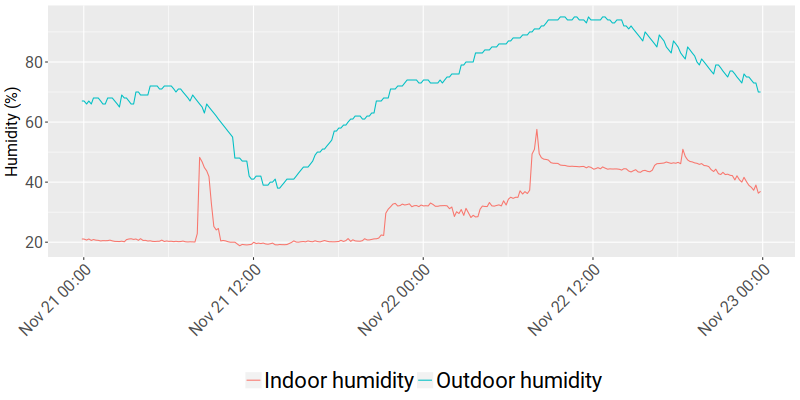 Humidity (%)
80
60
40
20
Nov 21 00:00
Nov 21 12:00
Nov 22 00:00
Nov 22 12:00
Nov 23 00:00
Indoor humidity Outdoor humidity